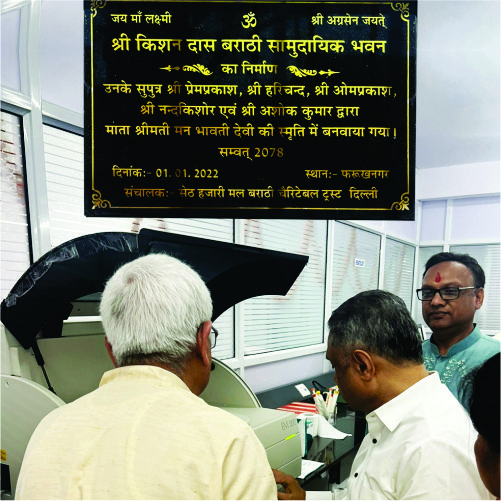 जय माँ लक्ष्मी ॐ श्री अग्रसेन जयते्
श्री किशन दास बराठी सामुदायिक भवन
का निर्माण
उनके सुपुत्र श्री प्रेमप्रकाश, श्री हरिचन्द, श्री ओमप्रकाश,
श्री नन्दकिशोर एवं श्री अशोक कुमार द्वारा
माता श्रीमती मन भावती देवी की स्मृति में बनवाया गया।
सम्वत् 2078
दिनांक:- 01.01.2022 स्थान:- फरूखनगर
संचालक:- सेठ हजारी मल बराठी चैरिटेबल ट्रस्ट दिल्ली